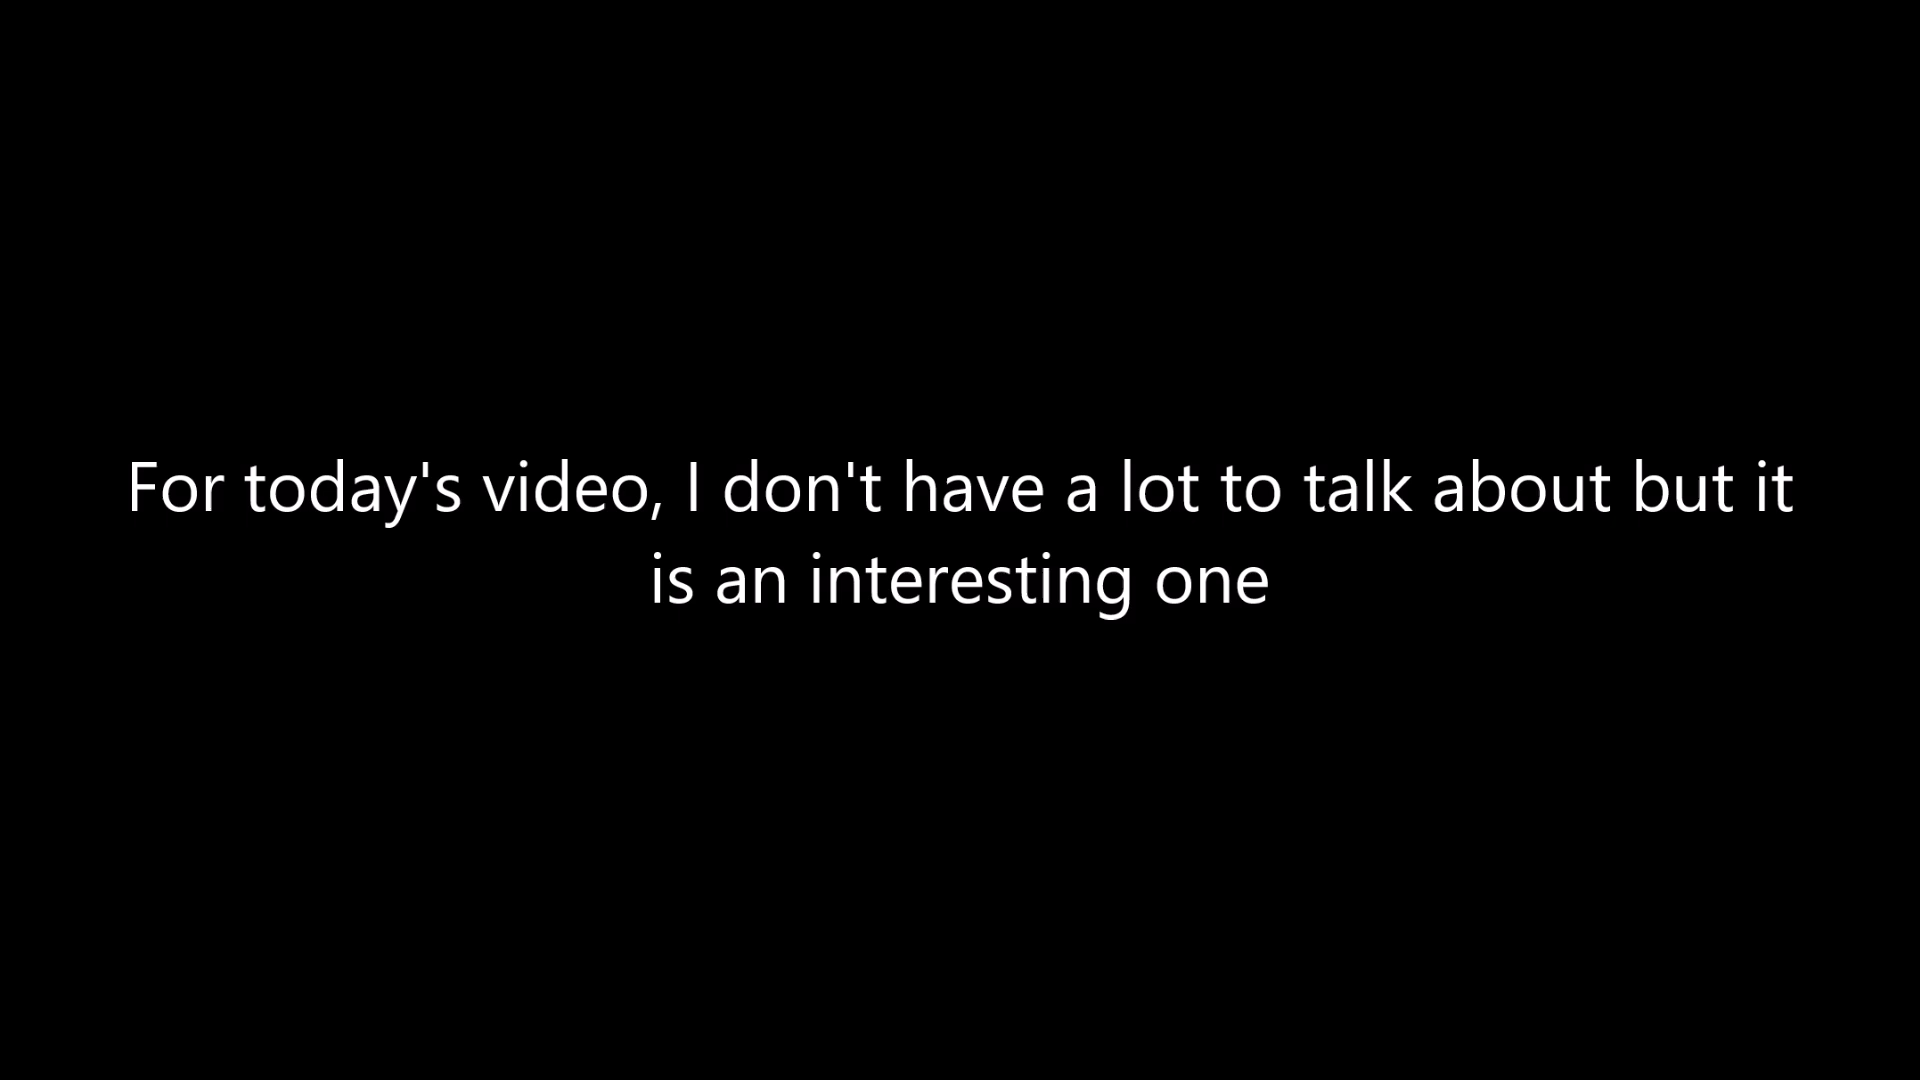 For today's video, I don't have a lot to talk about but it
is an interesting one